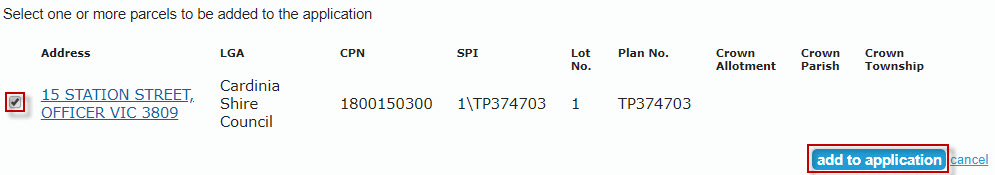 Select one or more parcels to be added to the application
Address LGA CPN SPI Lot No. Plan No. Crown Allotment Crown Parish Crown Township
15 STATION STREET, OFFICER VIC 3809 Cardinia Shire Council 1800150300 1\TP374703 1 TP374703
add to application cancel